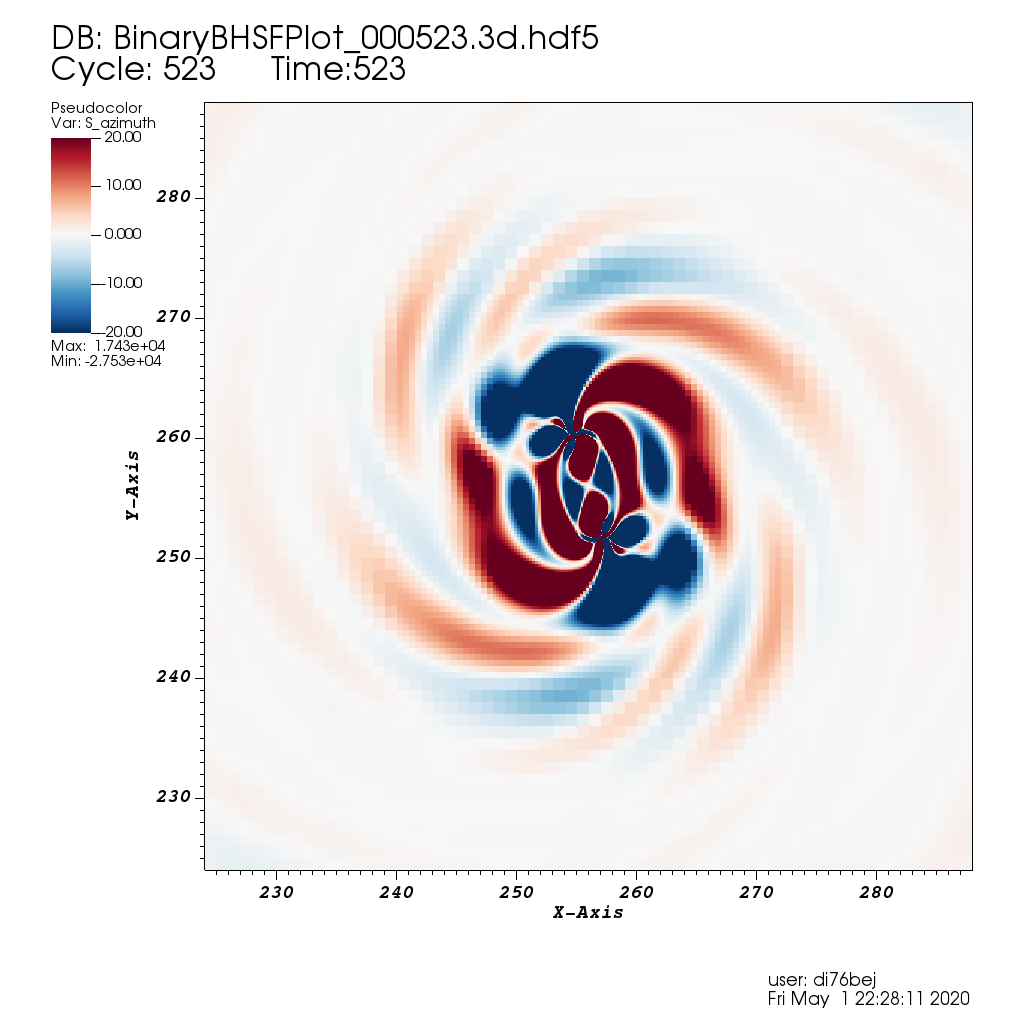 DB: BinaryBHSFPlot_000523.3d.hdf5
Cycle: 523 Time:523
Pseudocolor
Var: S_azimuth
20.00
10.00
0.000
-10.00
-20.00
Max: 1.743e+04
Min: -2.753e+04
280
270
260
250
240
230
Y-Axis
230 240 250 260 270 280
X-Axis
user: di76bej
Fri May 1 22:28:11 2020